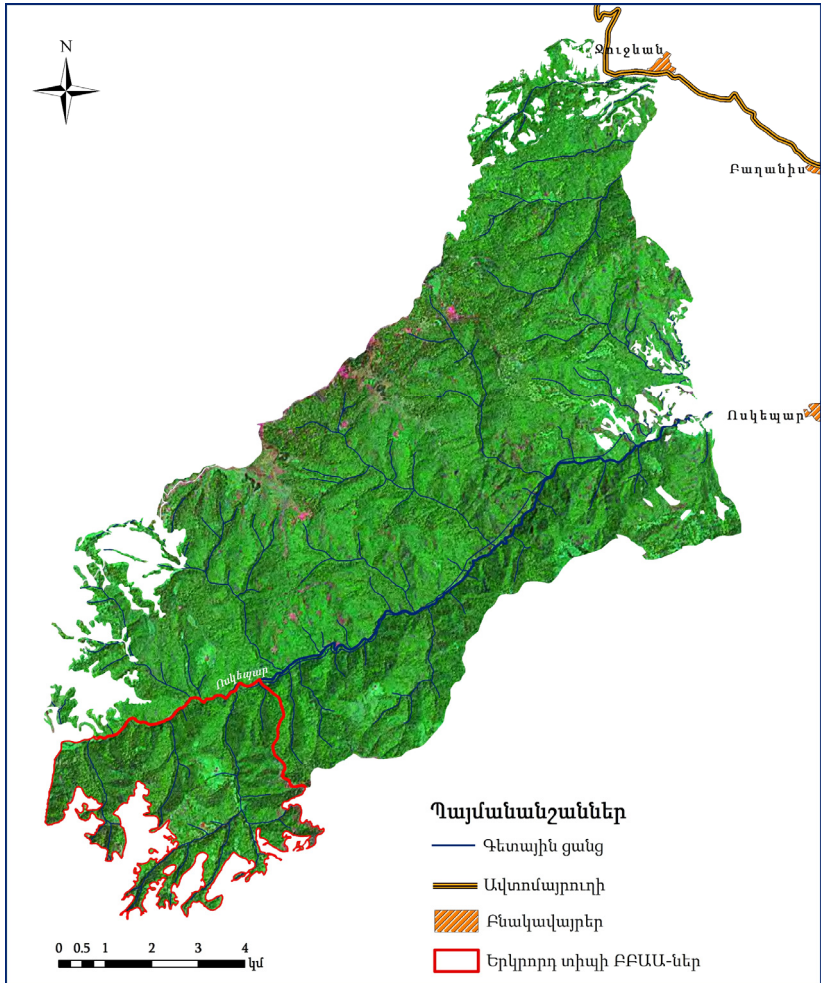 N
Ջուջևան
Բաղանիս
Ոսկեպար
Ոսկեպար
Պայմանանշաններ
Գետային ցանց
Ավտոմայրուղի
Բնակավայրեր
Երկրորդ տիպի ԲԲԱԱ-ներ
0 0.5 1 2 3 4
կմ